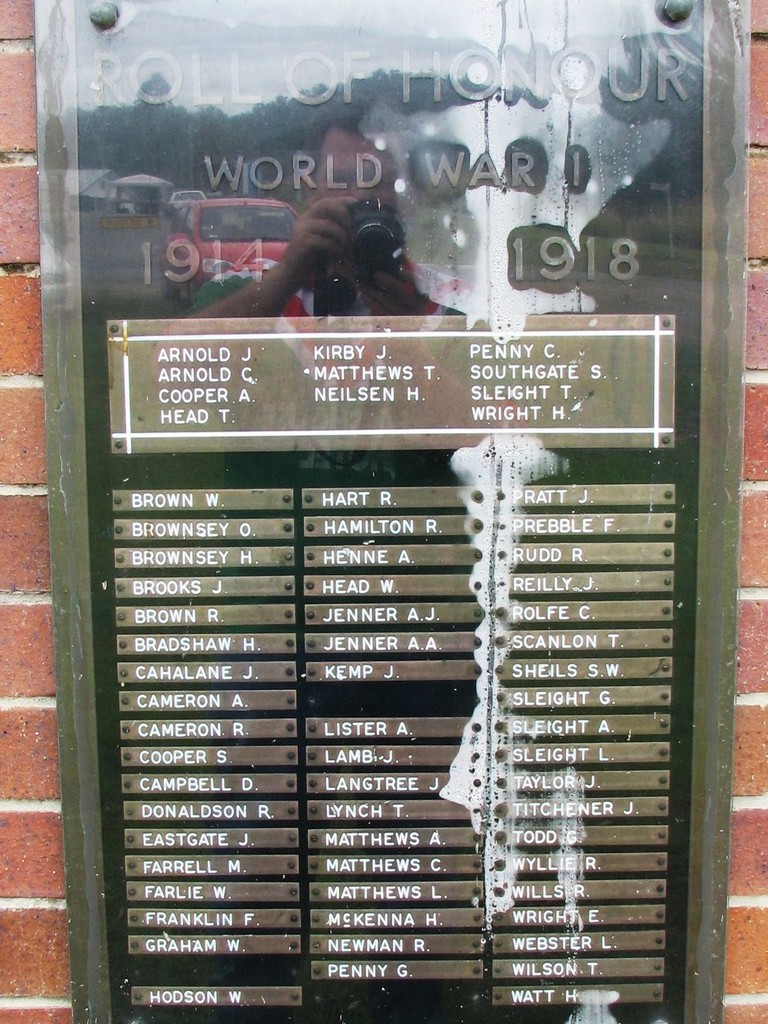 ROLL OF HONOUR
WORLD WAR I
1914 1918
ARNOLD J. KIRBY J. PENNY C.
ARNOLD C. MATTHEWS T. SOUTHGATE S.
COOPER A. NEILSEN H. SLEIGHT T.
HEAD T. WRIGHT H.
BROWN W. HART R. PRATT J.
BROWNSEY O. HAMILTON R. PREBBLE F.
BROWNSEY H. HENNE A. RUDD R.
BROOKS J. HEAD W. REILLY J.
BROWN R. JENNER A.J. ROLFE C.
BRADSHAW H. JENNER A.A. SCANLON T.
CAHALANE J. KEMP J. SHEILS S.W.
CAMERON A. SLEIGHT G.
CAMERON R. LISTER A. SLEIGHT A.
COOPER S. LAMB J. SLEIGHT L.
CAMPBELL D. LANGTREE J. TAYLOR J.
DONALDSON R. LYNCH T. TITCHENER J.
EASTGATE J. MATTHEWS A. TODD G.
FARRELL M. MATTHEWS C. WYLLIE R.
FARLIE W. MATTHEWS L. WILLS R.
FRANKLIN F. McKENNA H. WRIGHT E.
GRAHAM W. NEWMAN R. WEBSTER L.
PENNY G. WILSON T.
HODSON W. WATT H.